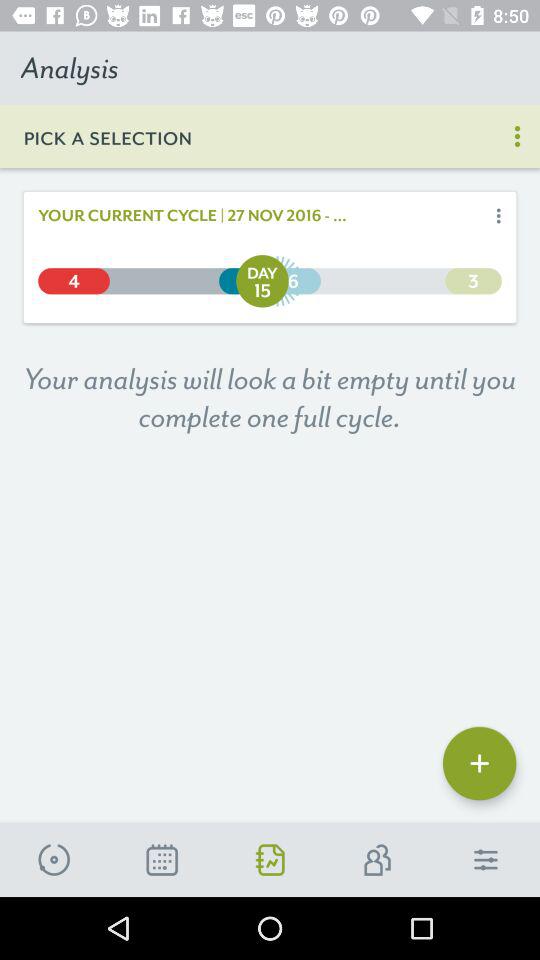 esc
8:50
Analysis
PICK A SELECTION
YOUR CURRENT CYCLE | 27 NOV 2016 - ...
4
DAY
15
6
3
Your analysis will look a bit empty until you
complete one full cycle.
+